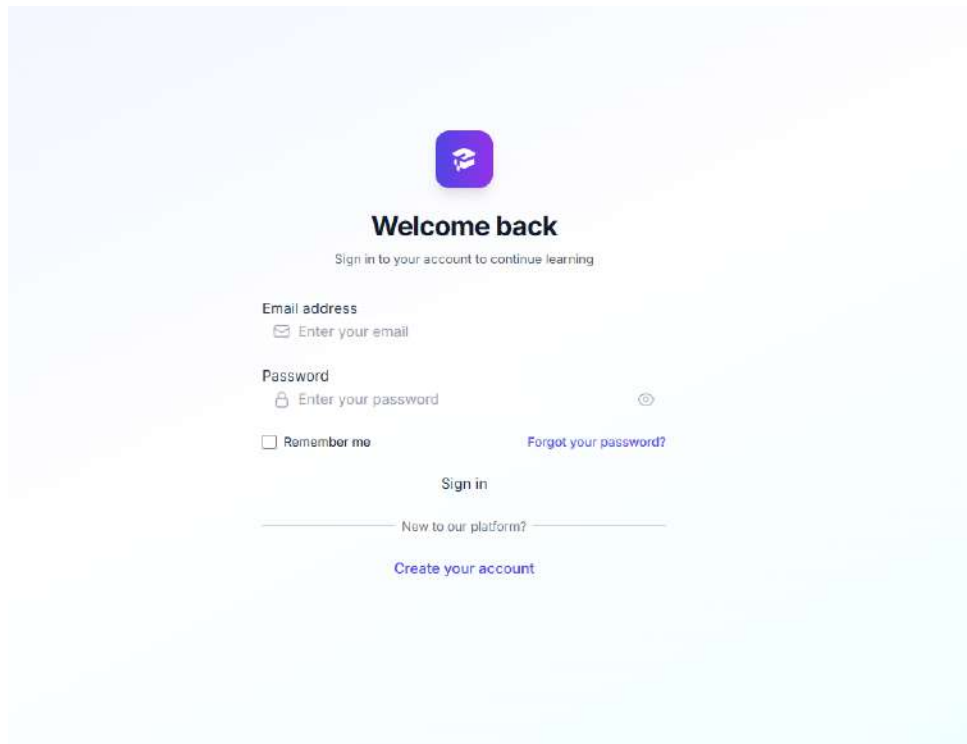 Welcome back
Sign in to your account to continue learning
Email address
Enter your email
Password
Enter your password
Remember me Forgot your password?
Sign in
New to our platform?
Create your account